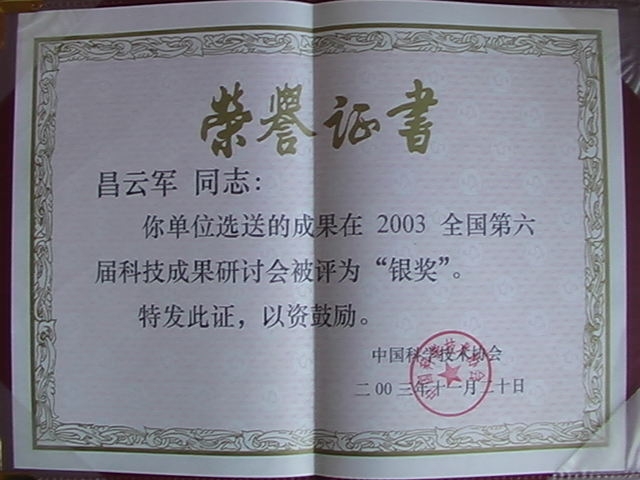 荣誉证书
昌云军 同志：
你单位选送的成果在 2003 全国第六
届科技成果研讨会被评为“银奖”。
特发此证，以资鼓励。
中国科学技术协会
二00三年十一月二十日